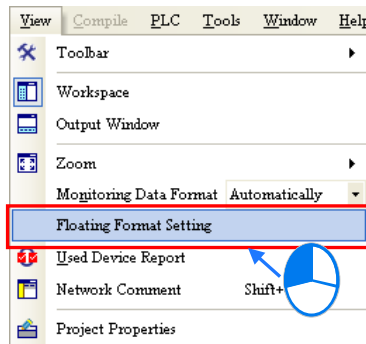 View Compile PLC Tools Window Help
Toolbar
Workspace
Output Window
Zoom
Monitoring Data Format Automatically
Floating Format Setting
Used Device Report
Network Comment Shift+
Project Properties